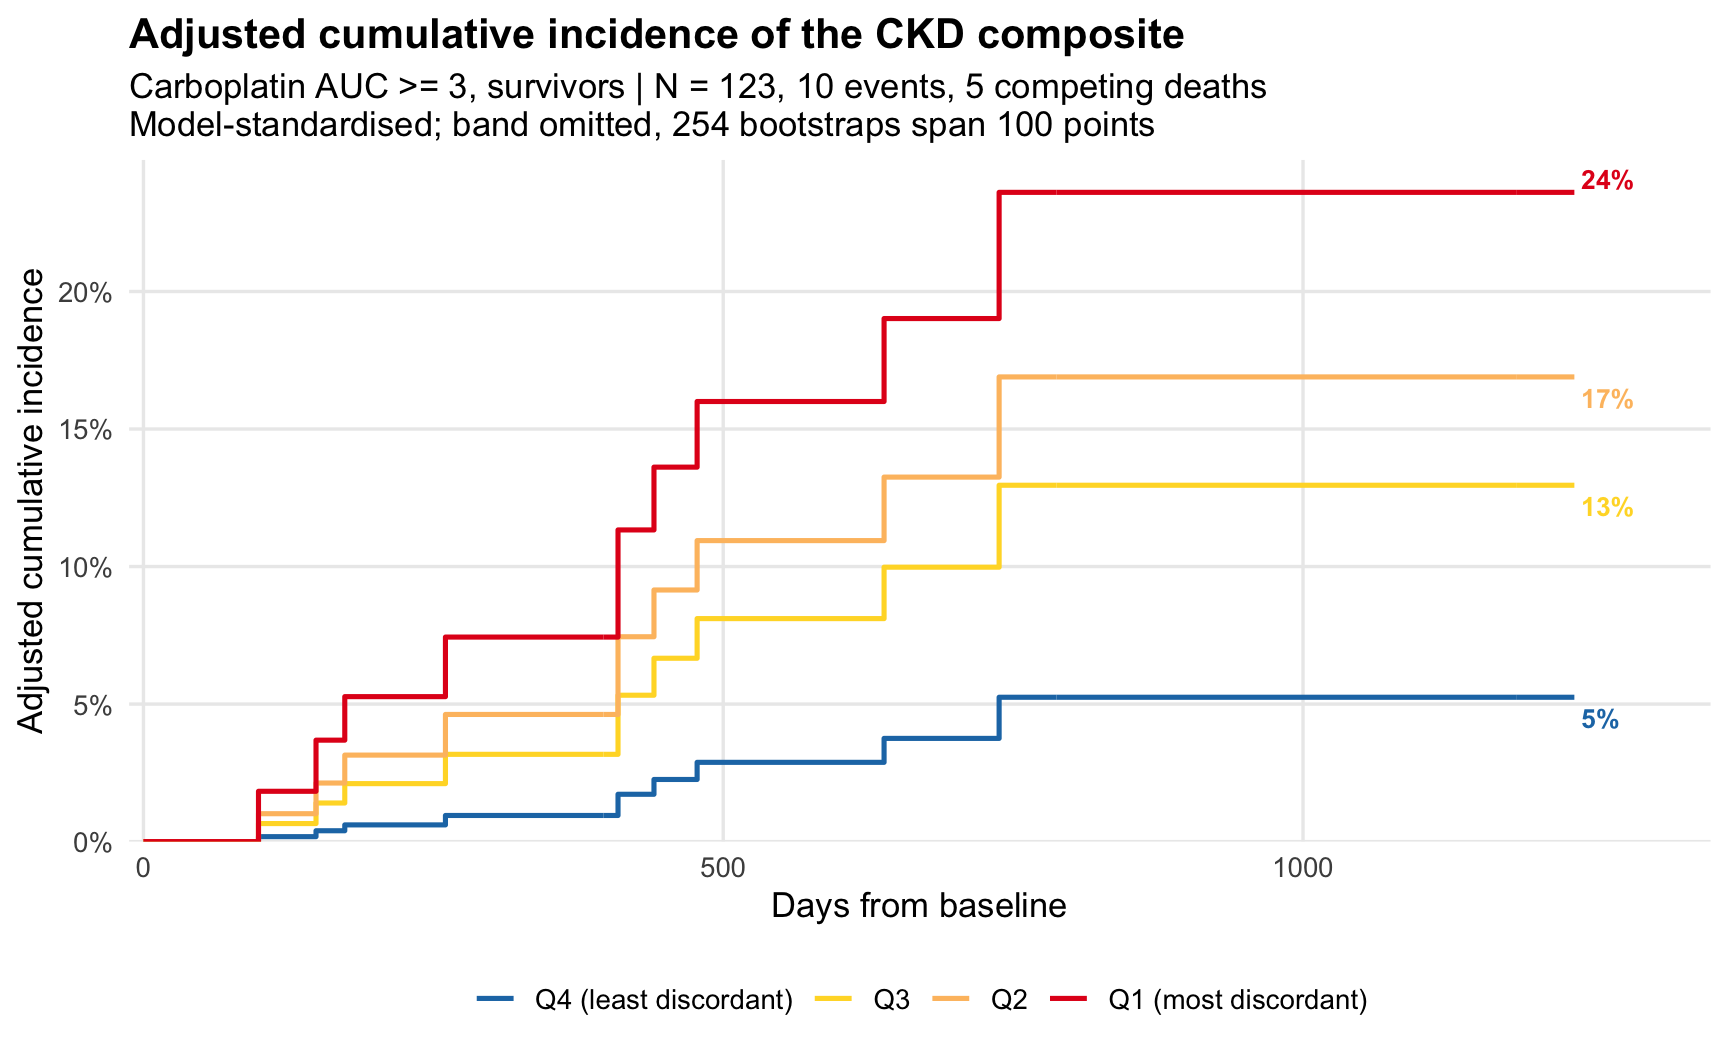 Adjusted cumulative incidence of the CKD composite
Carboplatin AUC >= 3, survivors | N = 123, 10 events, 5 competing deaths
Model-standardised; band omitted, 254 bootstraps span 100 points
24%
17%
13%
5%
Adjusted cumulative incidence
20%
15%
10%
5%
0%
0 500 1000
Days from baseline
Q4 (least discordant) Q3 Q2 Q1 (most discordant)